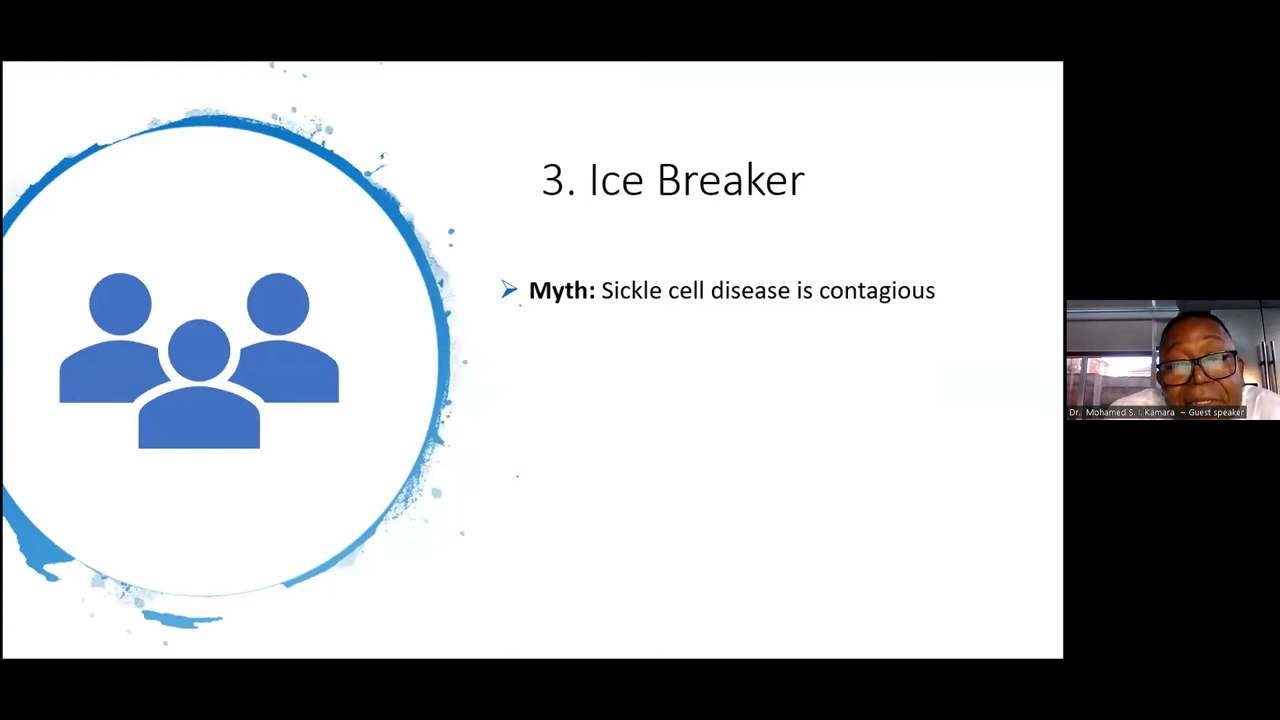 3. Ice Breaker
Myth: Sickle cell disease is contagious
Dr. Mohamed S. I. Kamara ~ Guest speaker